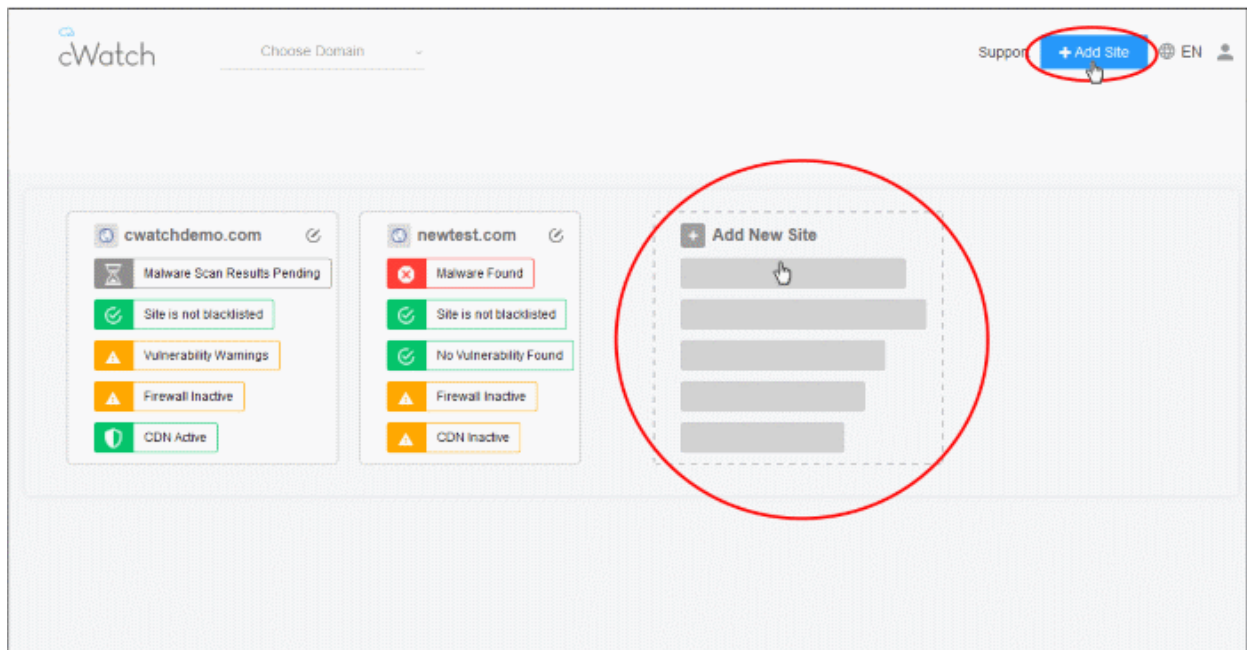 cWatch
Choose Domain
Suppor
+ Add Site
EN
cwatchdemo.com
Malware Scan Results Pending
Site is not blacklisted
Vulnerability Warnings
Firewall Inactive
CDN Active
newtest.com
Malware Found
Site is not blacklisted
No Vulnerability Found
Firewall Inactive
CDN Inactive
+ Add New Site